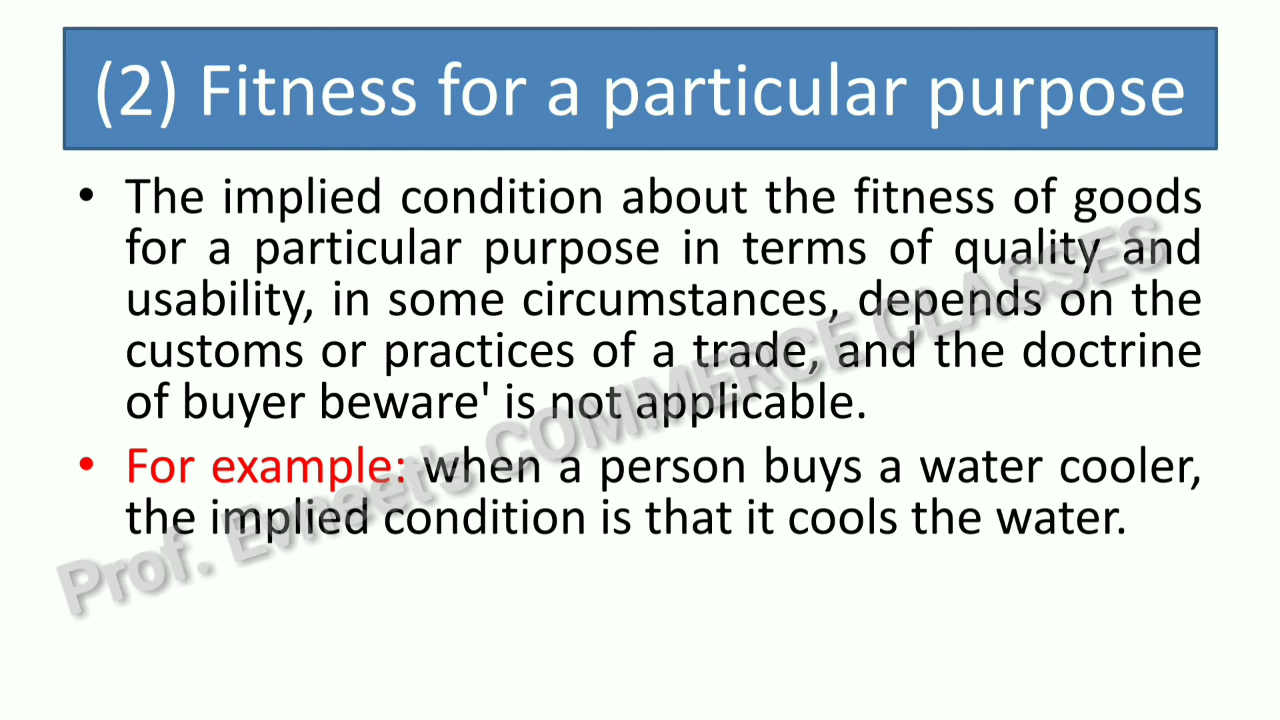 (2) Fitness for a particular purpose
• The implied condition about the fitness of goods
for a particular purpose in terms of quality and
usability, in some circumstances, depends on the
customs or practices of a trade, and the doctrine
of buyer beware' is not applicable.
• For example: when a person buys a water cooler,
the implied condition is that it cools the water.
Prof. Evneet's COMMERCE CLASSES